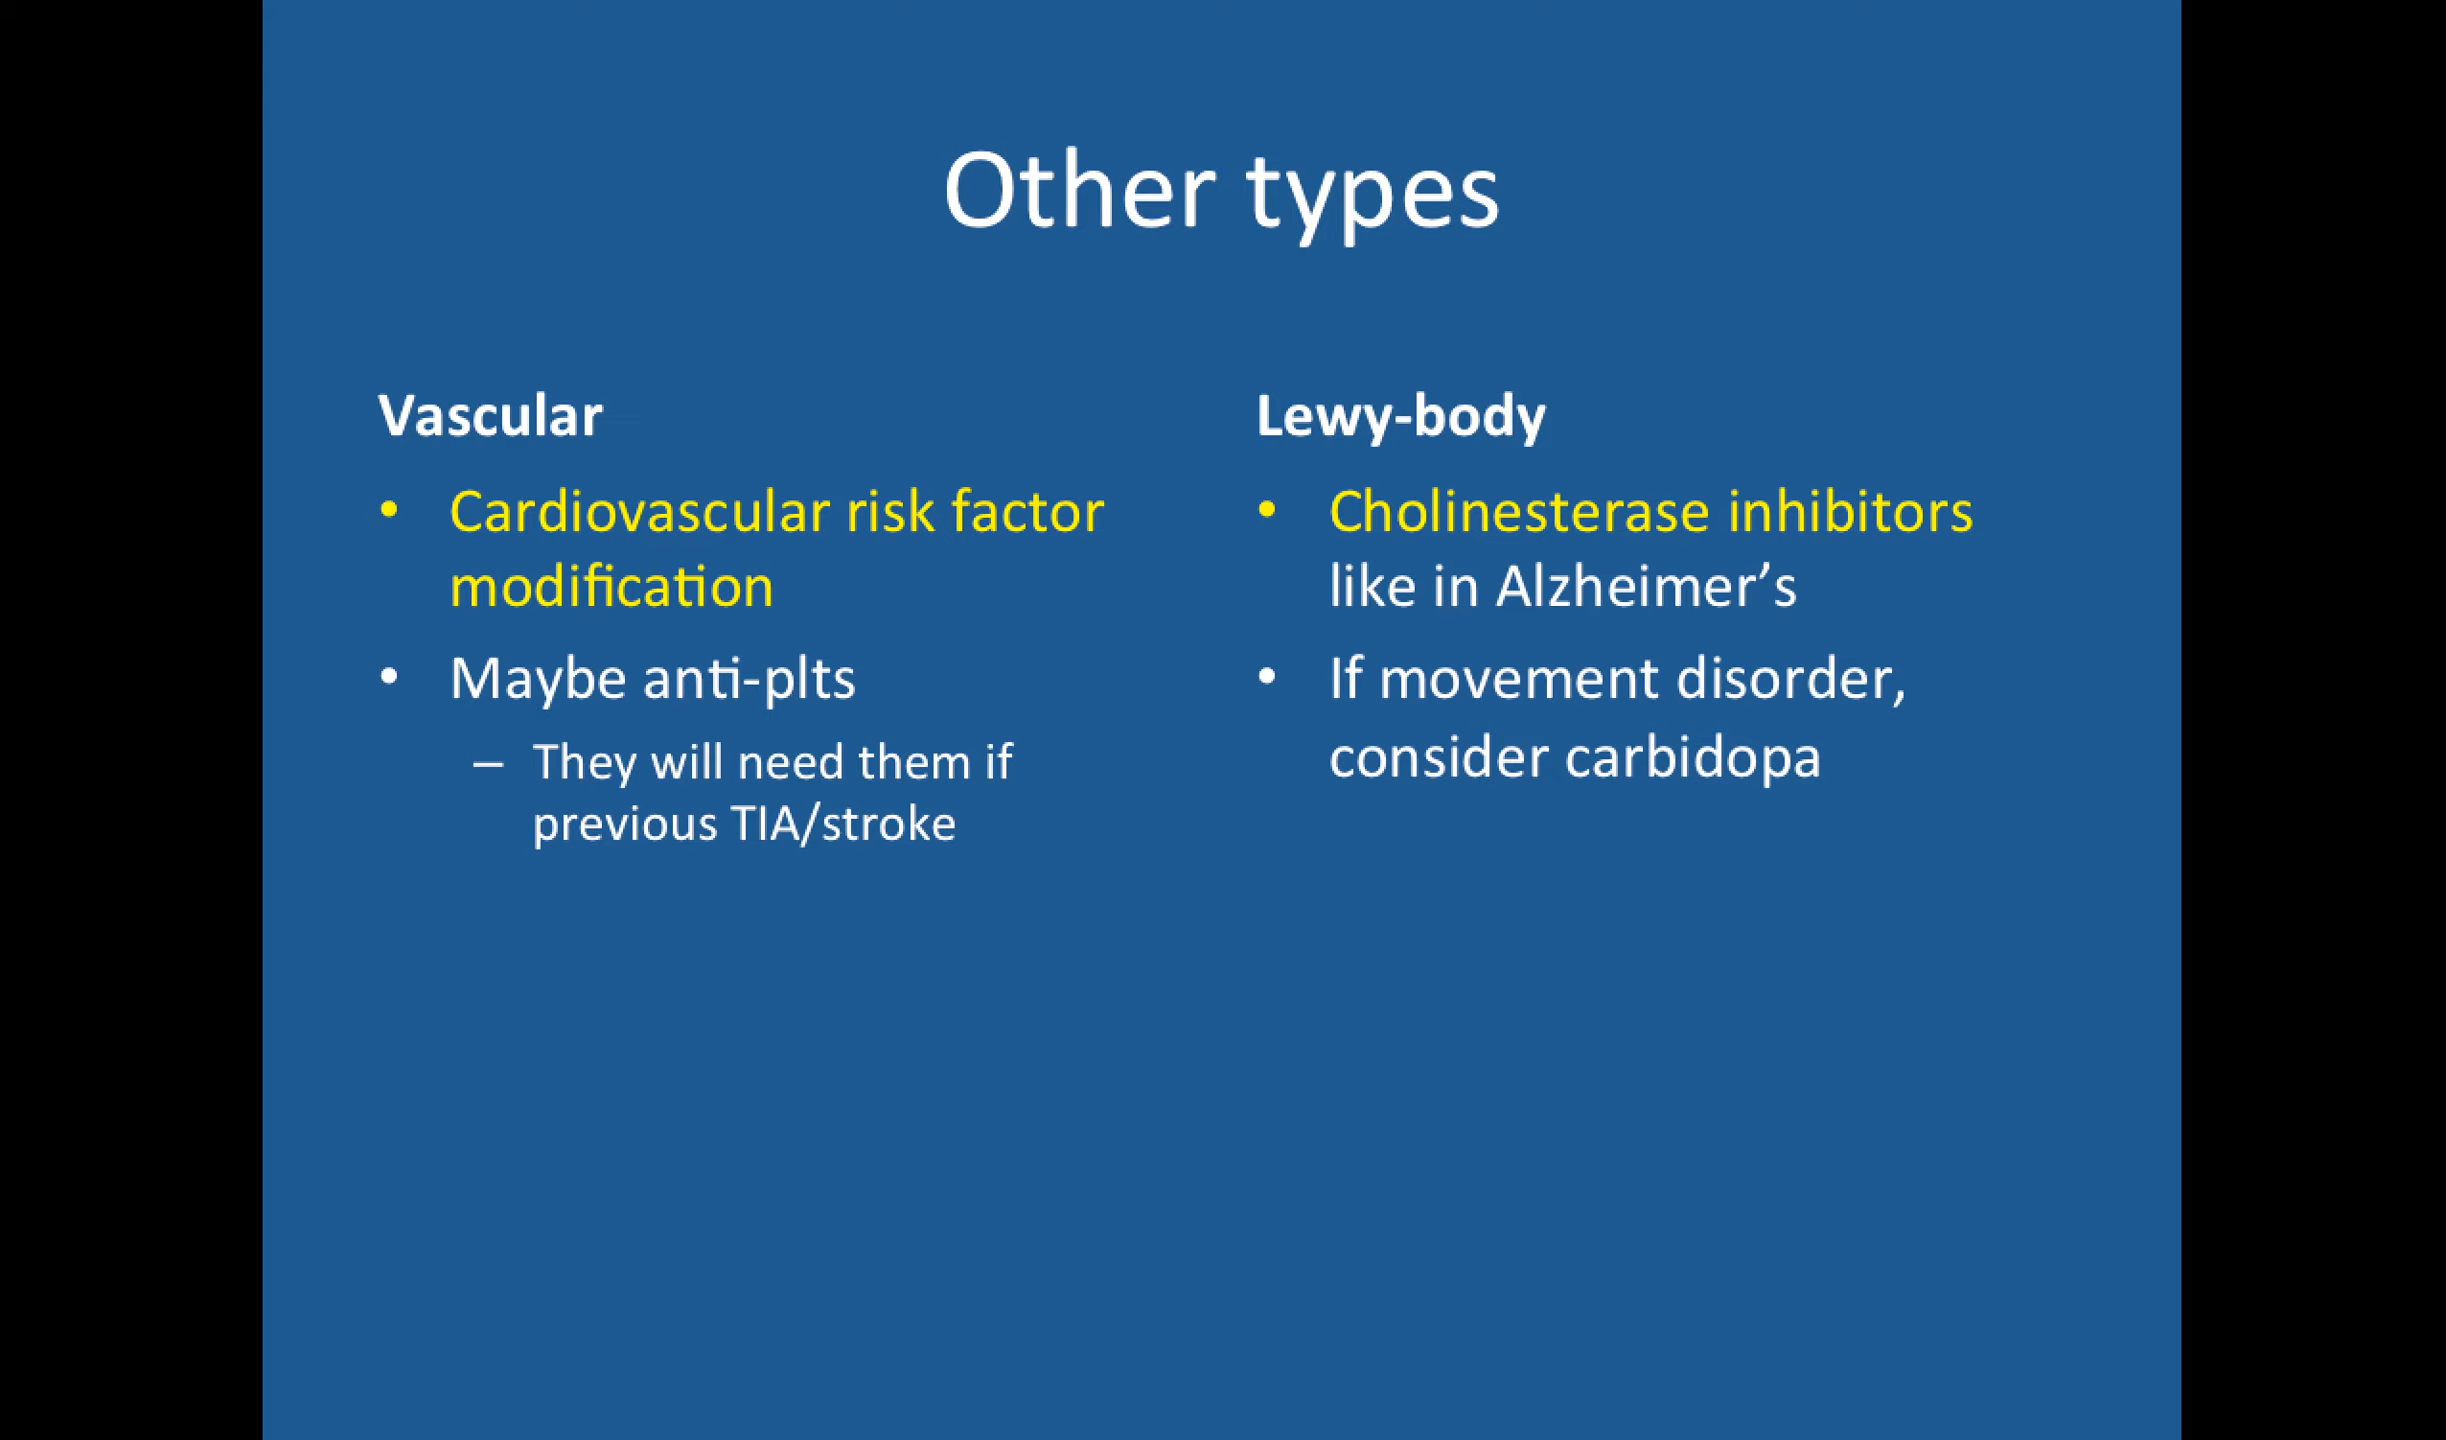 Other types
Vascular
• Cardiovascular risk factor
modification
• Maybe anti-plts
– They will need them if
previous TIA/stroke
Lewy-body
• Cholinesterase inhibitors
like in Alzheimer’s
• If movement disorder,
consider carbidopa